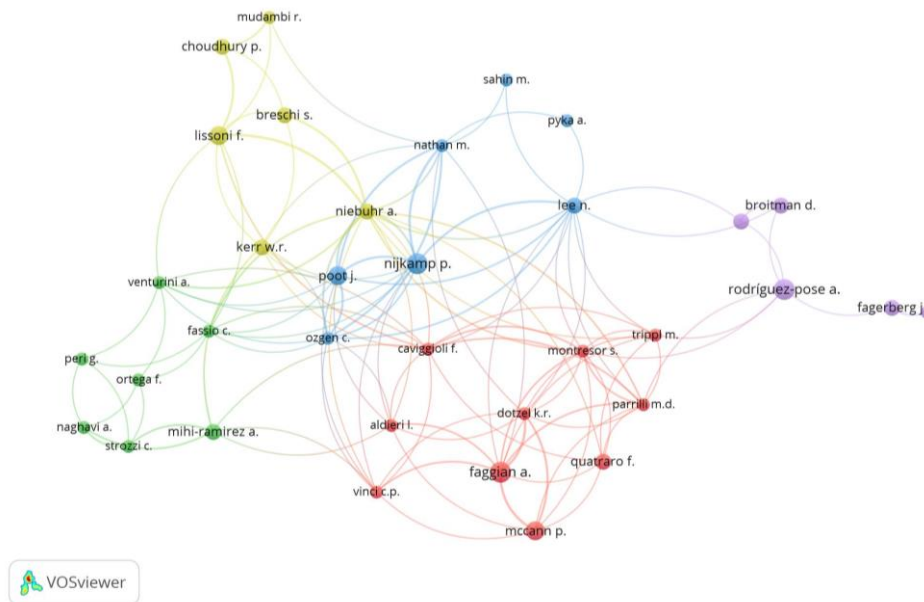 mudambi r.
choudhury p.
sahin m.
breschi s.
pyka a.
lissoni f.
nathan m.
lee n.
broitman d.
niebuhr a.
kerr w.r.
nijkamp p.
poot j.
venturini a.
rodríguez-pose a.
fagerberg j.
fassio c.
ozgen c.
trippl m.
caviggioli f.
montresor s.
peri g.
ortega f.
parrilli m.d.
dotzel k.r.
naghavi a.
mihi-ramirez a.
aldieri l.
strozzi c.
faggian a.
quatraro f.
vinci c.p.
mccann p.
VOSviewer